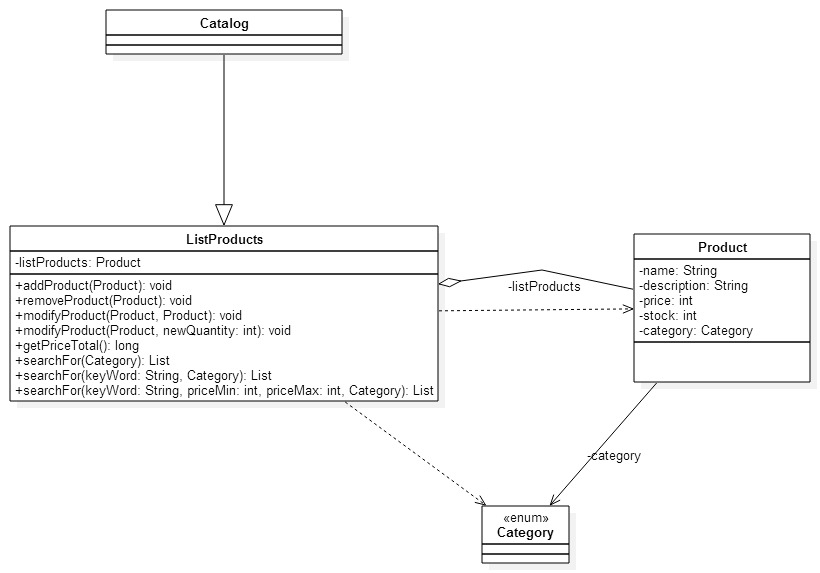 Catalog
ListProducts
-listProducts: Product
+addProduct(Product): void
+removeProduct(Product): void
+modifyProduct(Product, Product): void
+modifyProduct(Product, newQuantity: int): void
+getPriceTotal(): long
+searchFor(Category): List
+searchFor(keyWord: String, Category): List
+searchFor(keyWord: String, priceMin: int, priceMax: int, Category): List
-listProducts
Product
-name: String
-description: String
-price: int
-stock: int
-category: Category
-category
«enum»
Category